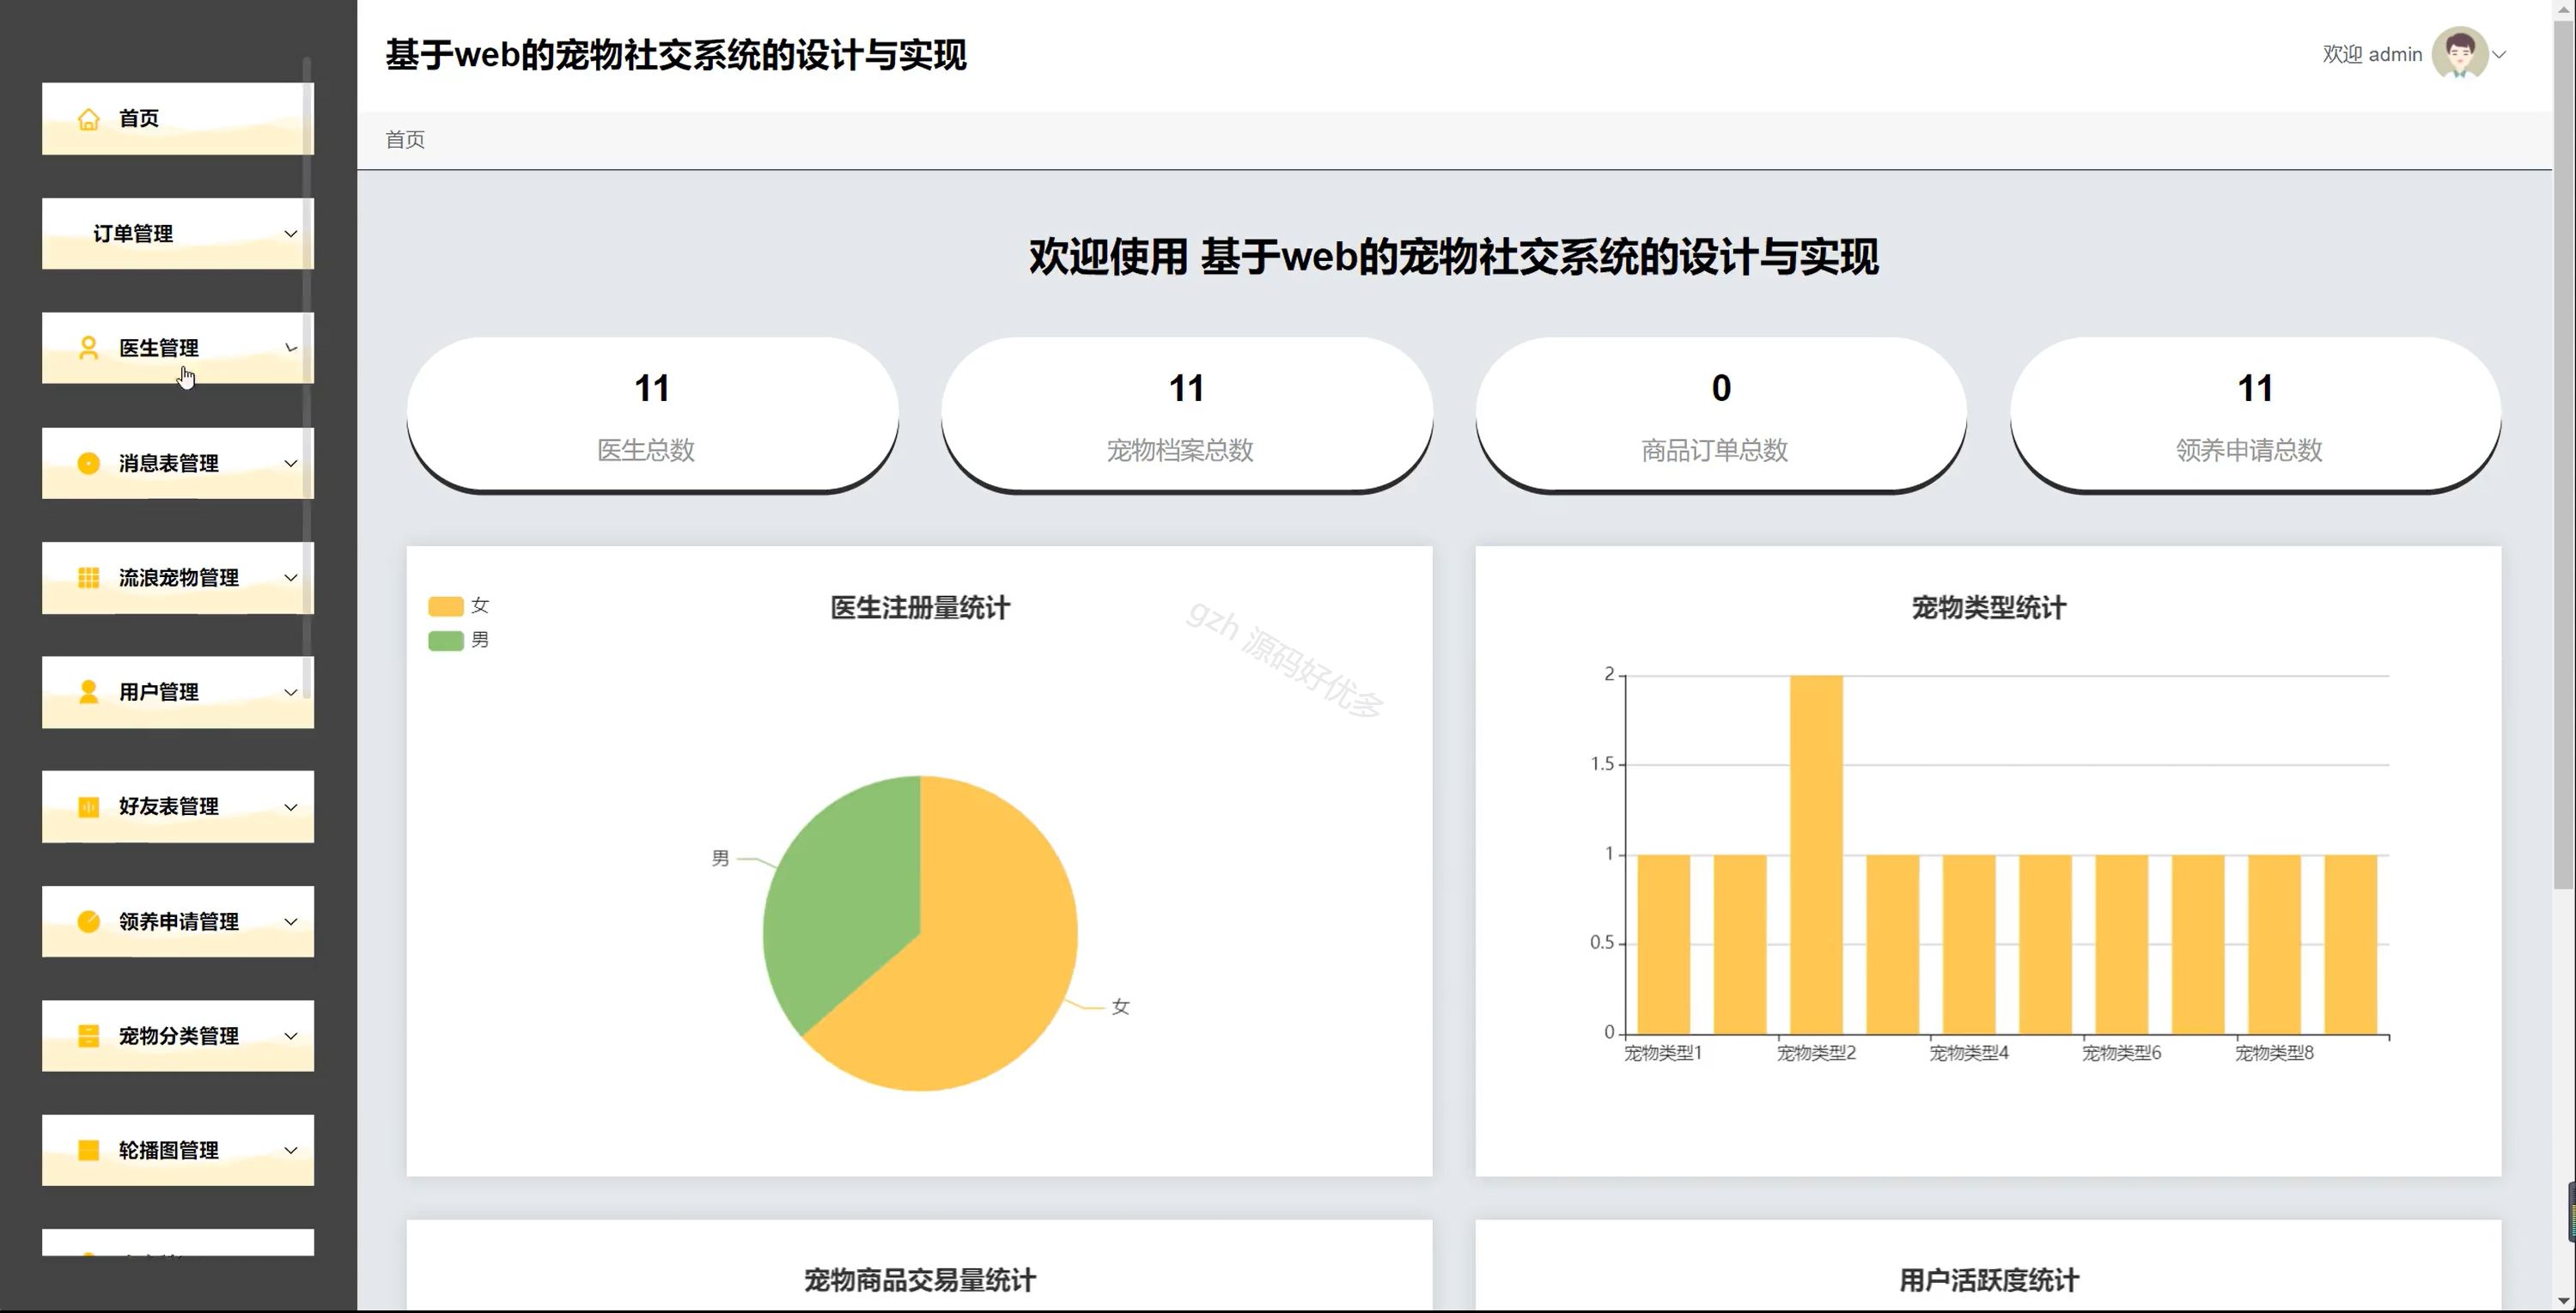 基于web的宠物社交系统的设计与实现
欢迎 admin
首页
首页
订单管理
医生管理
消息表管理
流浪宠物管理
用户管理
好友表管理
领养申请管理
宠物分类管理
轮播图管理
欢迎使用 基于web的宠物社交系统的设计与实现
11
医生总数
11
宠物档案总数
0
商品订单总数
11
领养申请总数
女
男
医生注册量统计
男
女
gzh 源码好优多
宠物类型统计
2
1.5
1
0.5
0
宠物类型1
宠物类型2
宠物类型4
宠物类型6
宠物类型8
宠物商品交易量统计
用户活跃度统计